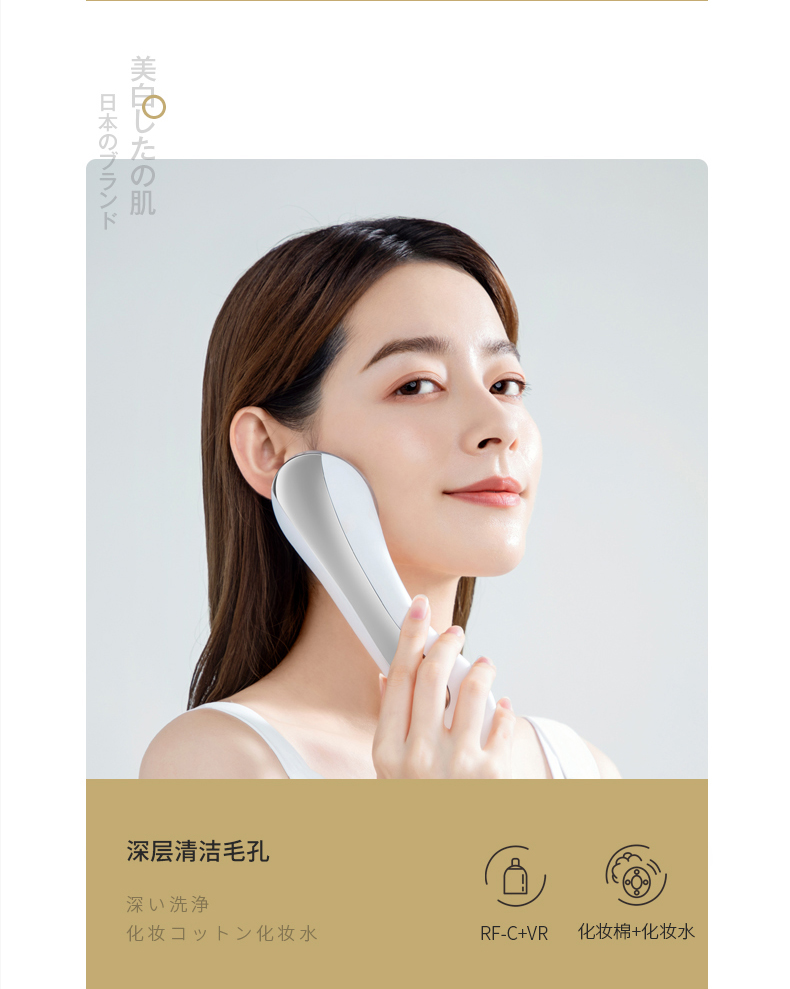 美白したの肌
日本のブランド
深层清洁毛孔
深い洗浄
化妆コットン化妆水
RF-C+VR
化妆棉+化妆水